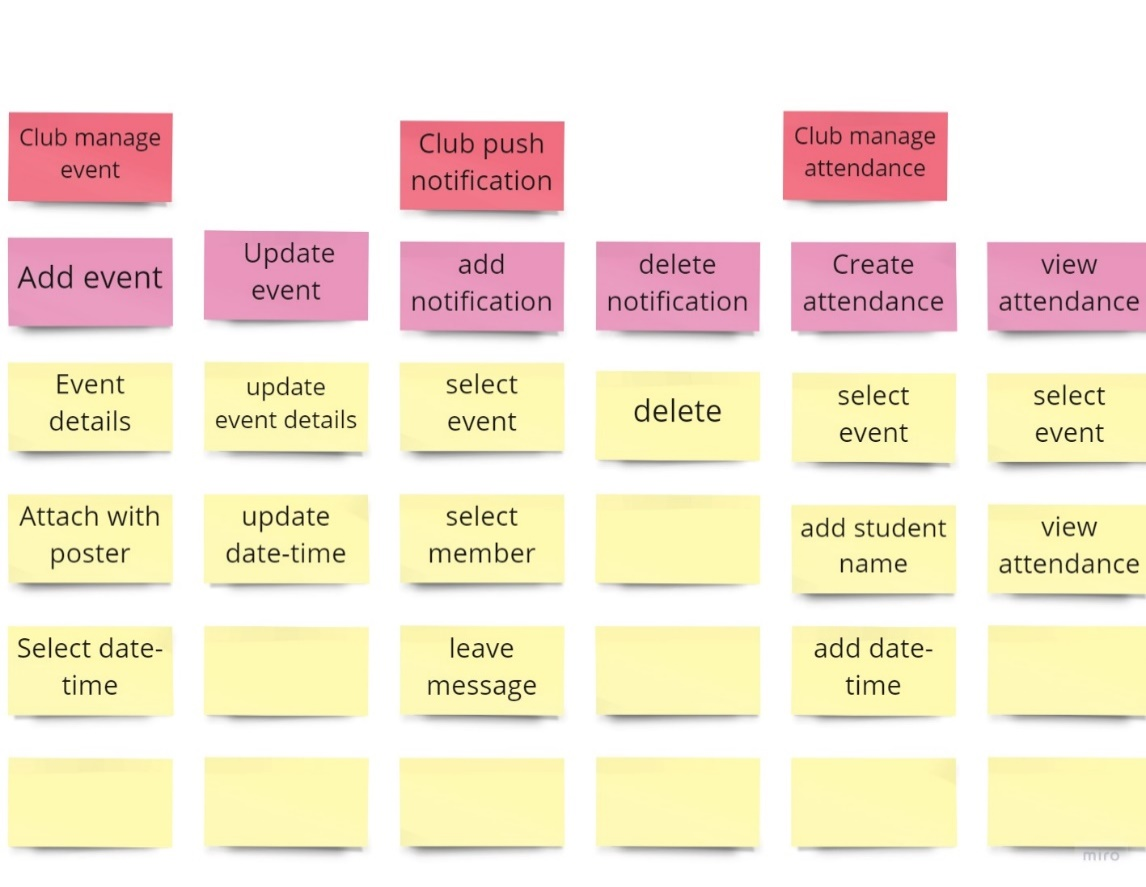 Club manage
event
Club push
notification
Club manage
attendance
Add event
Update
event
add
notification
delete
notification
Create
attendance
view
attendance
Event
details
update
event details
select
event
delete
select
event
select
event
Attach with
poster
update
date-time
select
member
add student
name
view
attendance
Select date-
time
leave
message
add date-
time
miro